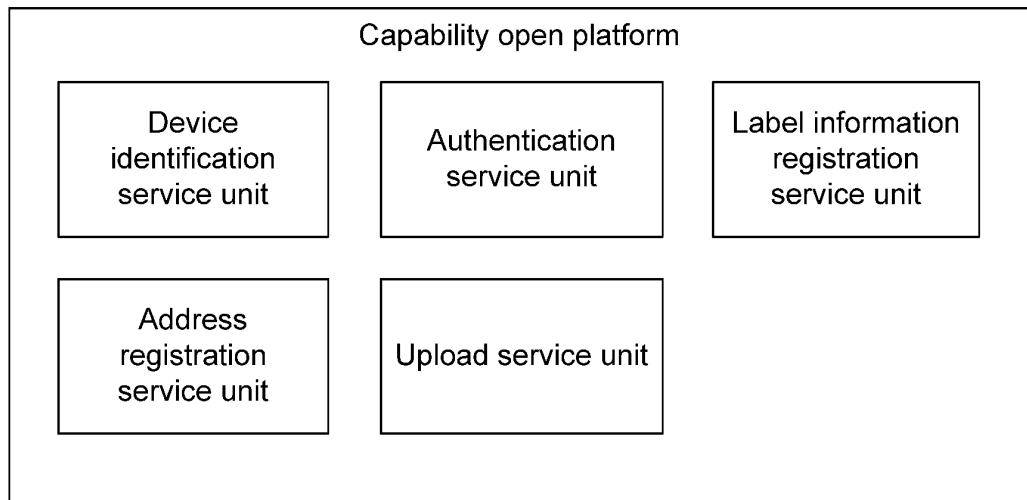 Capability open platform
Device
identification
service unit
Authentication
service unit
Label information
registration
service unit
Address
registration
service unit
Upload service unit